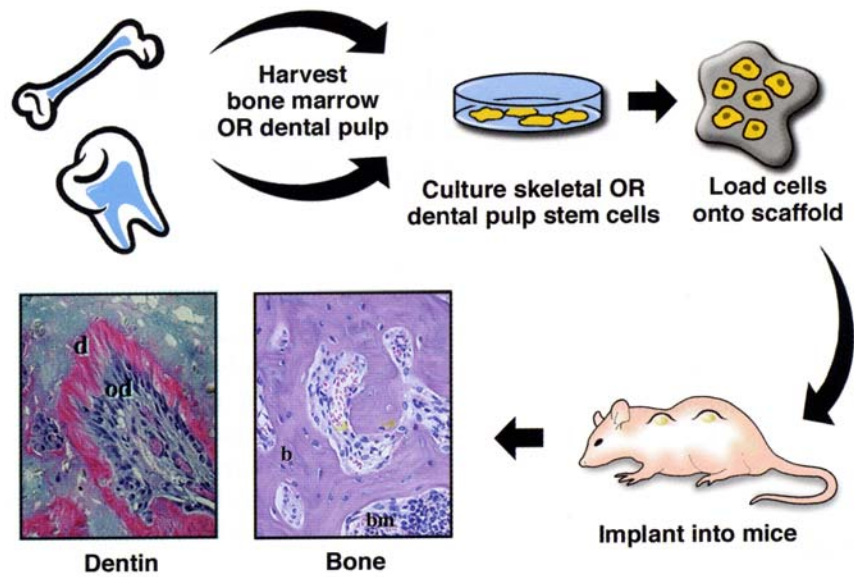 Harvest
bone marrow
OR dental pulp
Culture skeletal OR
dental pulp stem cells
Load cells
onto scaffold
Implant into mice
d
od
b
bm
Dentin
Bone